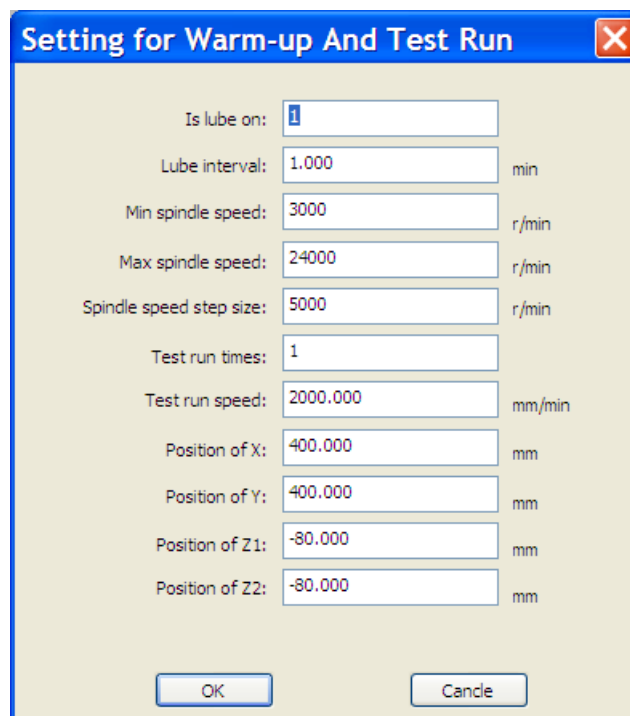 Setting for Warm-up And Test Run
Is lube on: 1
Lube interval: 1.000 min
Min spindle speed: 3000 r/min
Max spindle speed: 24000 r/min
Spindle speed step size: 5000 r/min
Test run times: 1
Test run speed: 2000.000 mm/min
Position of X: 400.000 mm
Position of Y: 400.000 mm
Position of Z1: -80.000 mm
Position of Z2: -80.000 mm
OK Cancle